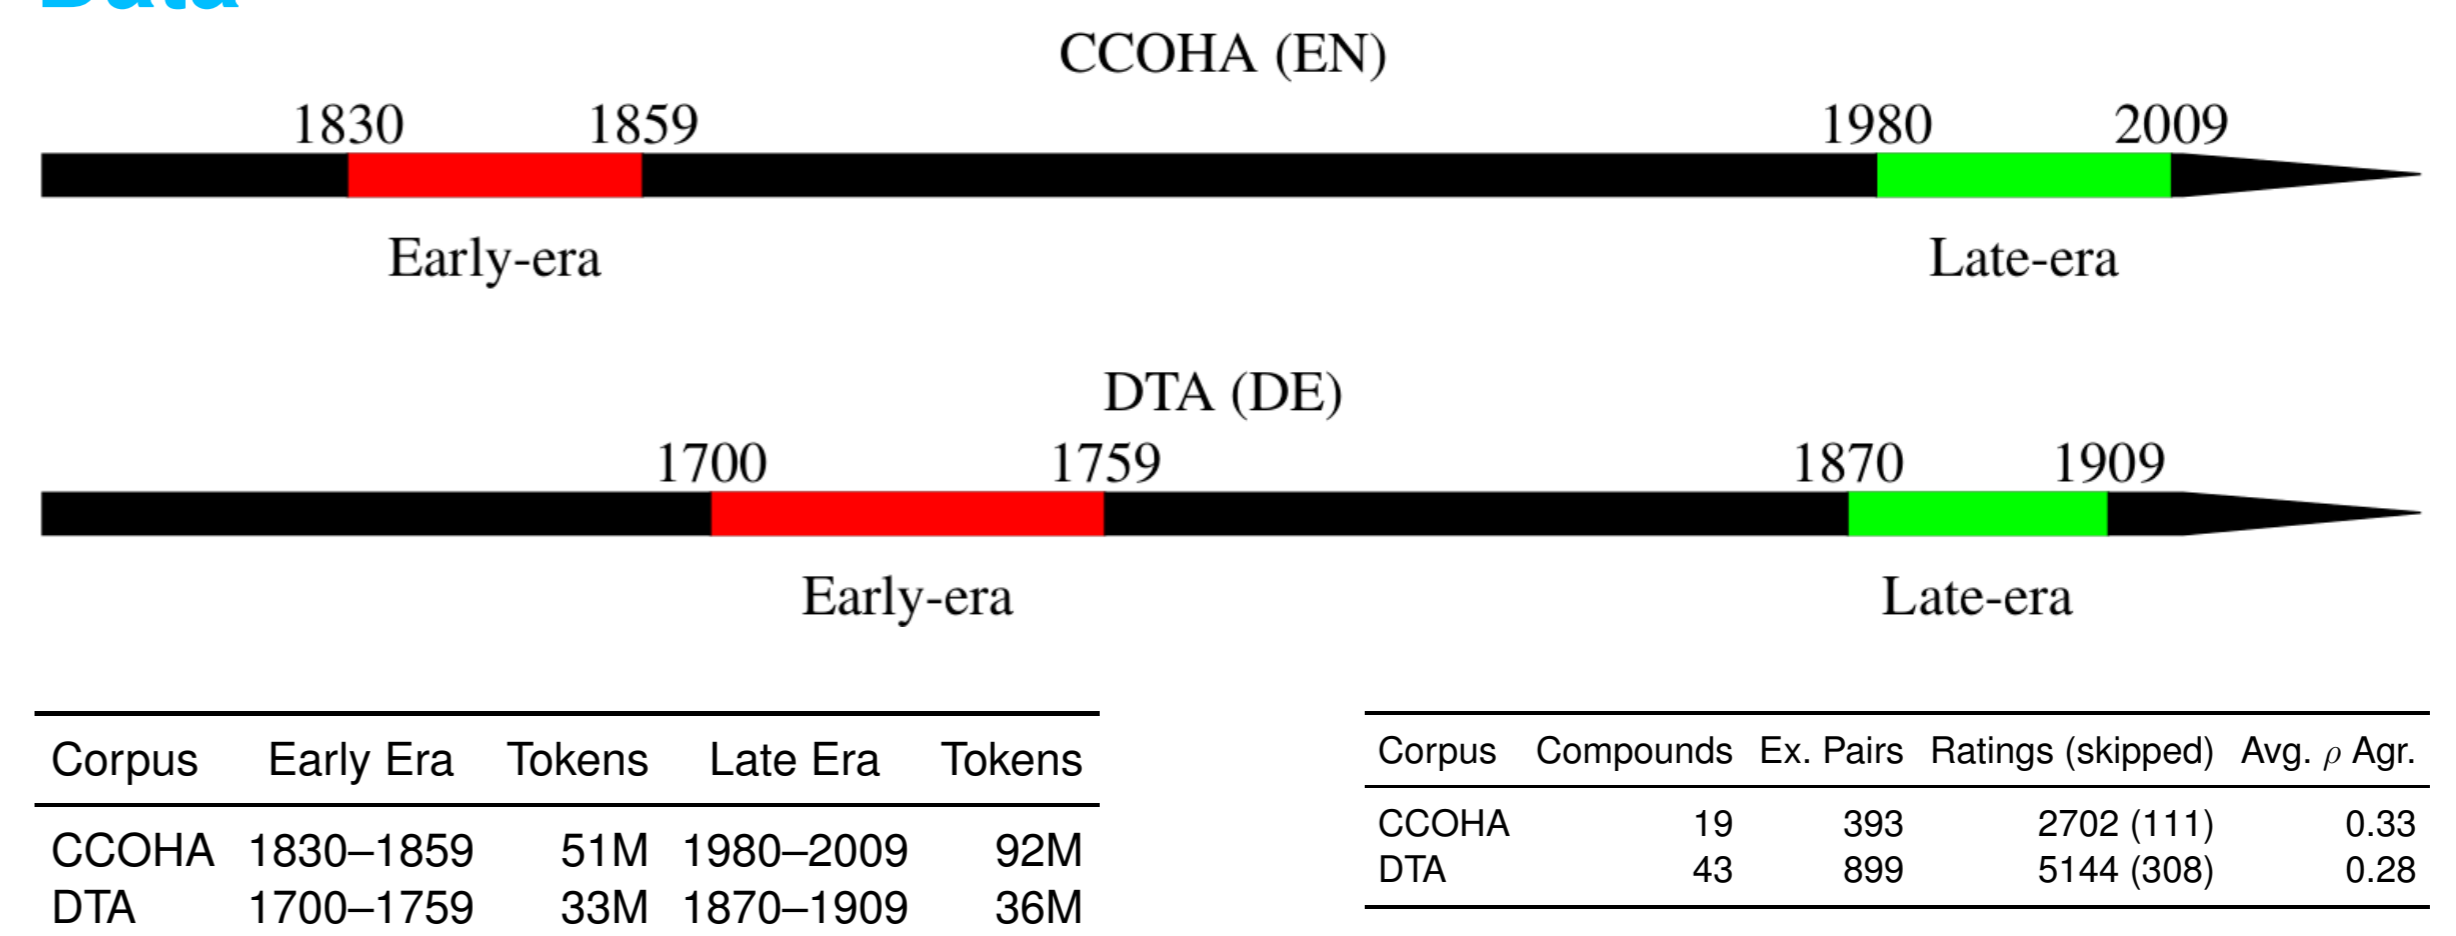 Data
CCOHA (EN)
1830 1859 1980 2009
Early-era Late-era
DTA (DE)
1700 1759 1870 1909
Early-era Late-era
Corpus Early Era Tokens Late Era Tokens
CCOHA 1830–1859 51M 1980–2009 92M
DTA 1700–1759 33M 1870–1909 36M
Corpus Compounds Ex. Pairs Ratings (skipped) Avg. ρ Agr.
CCOHA 19 393 2702 (111) 0.33
DTA 43 899 5144 (308) 0.28